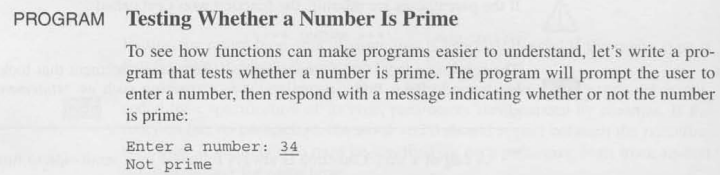 PROGRAM Testing Whether a Number Is Prime
To see how functions can make programs easier to understand, let's write a pro-
gram that tests whether a number is prime. The program will prompt the user to
enter a number, then respond with a message indicating whether or not the number
is prime:
Enter a number: 34
Not prime